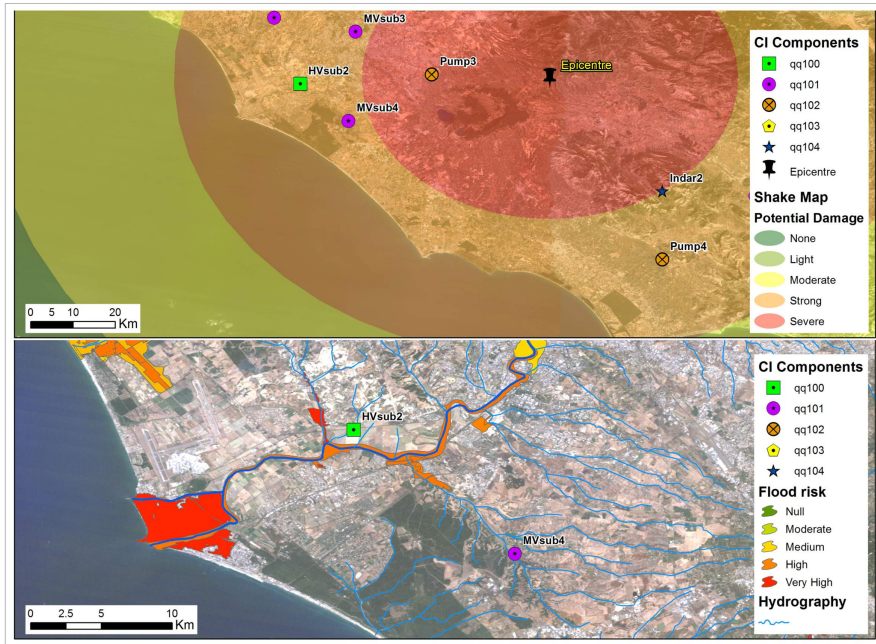 MVsub3
Pump3
Epicentre
HVsub2
MVsub4
Indar2
Pump4
0 5 10 20
Km
CI Components
qq100
qq101
qq102
qq103
qq104
Epicentre
Shake Map
Potential Damage
None
Light
Moderate
Strong
Severe
HVsub2
MVsub4
0 2.5 5 10
Km
CI Components
qq100
qq101
qq102
qq103
qq104
Flood risk
Null
Moderate
Medium
High
Very High
Hydrography